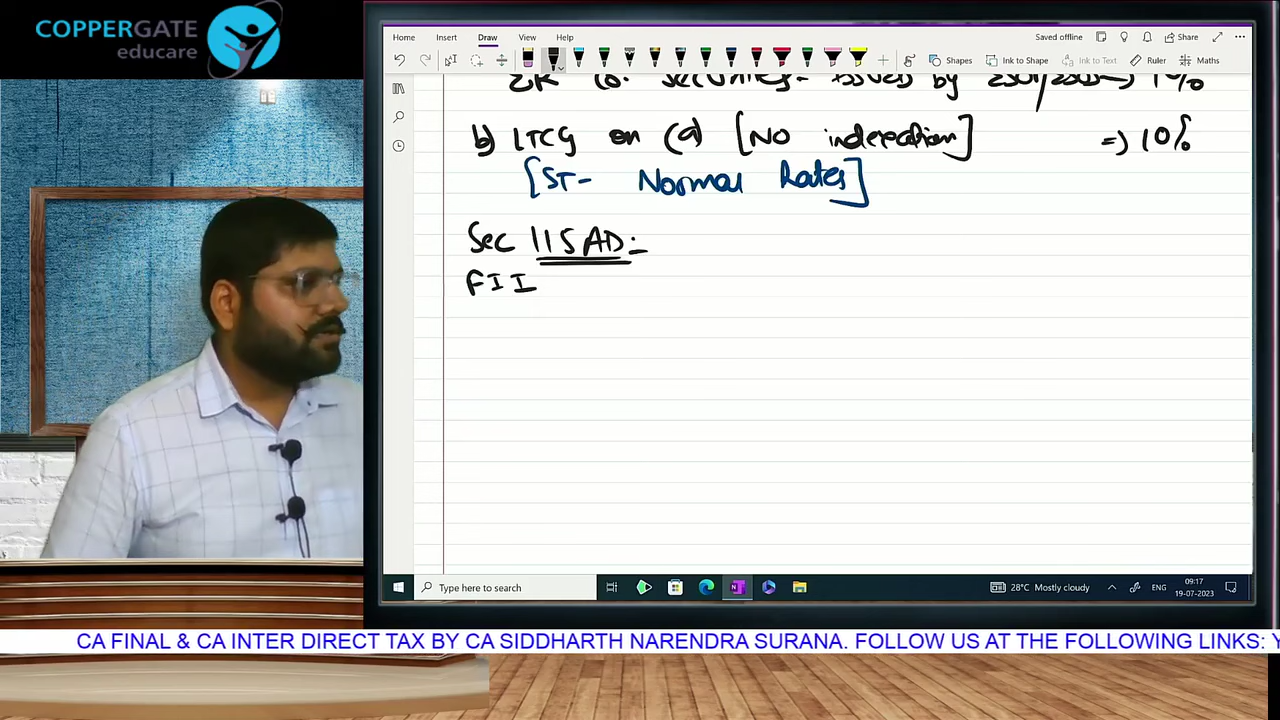 COPPERGATE
educare
Home Insert Draw View Help
Saved offline Share
Shapes Ink to Shape Ink to Text Ruler Maths
securities issued by
b) LTCG on (a) [No indexation] => 10%
[ST- Normal Rates]
Sec 115AD:-
FII
Type here to search
28°C Mostly cloudy ENG 09:17
19-07-2023
CA FINAL & CA INTER DIRECT TAX BY CA SIDDHARTH NARENDRA SURANA. FOLLOW US AT THE FOLLOWING LINKS: Y